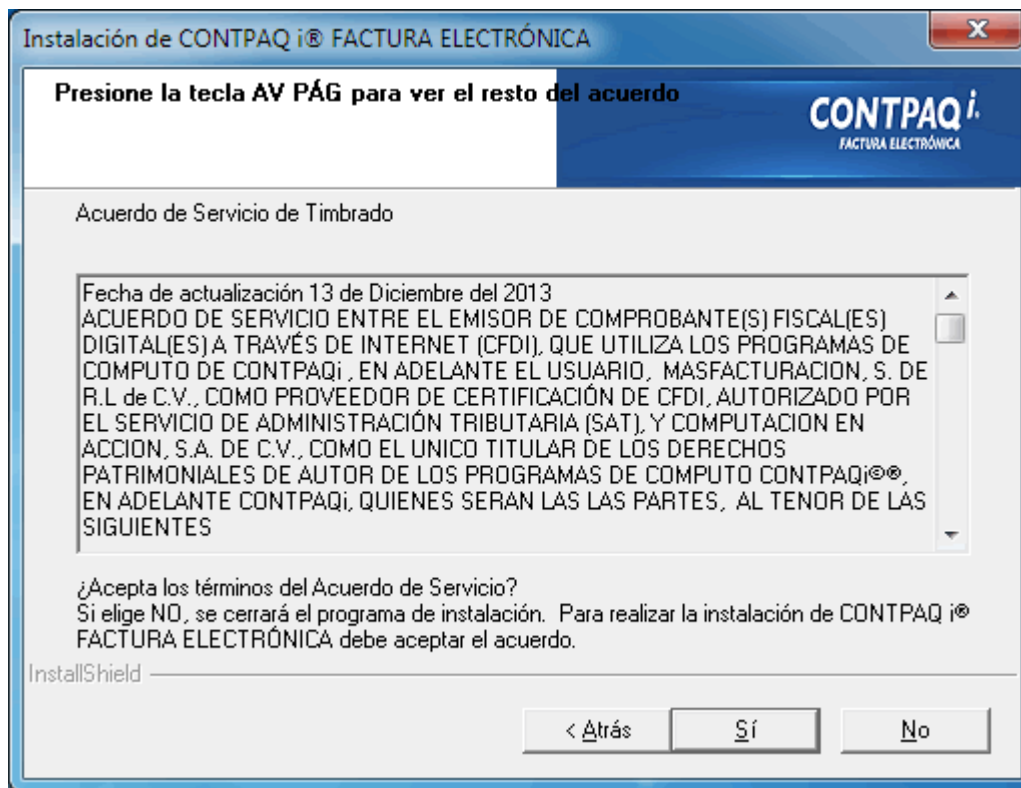 Instalación de CONTPAQ i® FACTURA ELECTRÓNICA
Presione la tecla AV PÁG para ver el resto del acuerdo
CONTPAQ i.
FACTURA ELECTRÓNICA
Acuerdo de Servicio de Timbrado
Fecha de actualización 13 de Diciembre del 2013
ACUERDO DE SERVICIO ENTRE EL EMISOR DE COMPROBANTE(S) FISCAL(ES)
DIGITAL(ES) A TRAVÉS DE INTERNET (CFDI), QUE UTILIZA LOS PROGRAMAS DE
COMPUTO DE CONTPAQi , EN ADELANTE EL USUARIO,  MASFACTURACION, S. DE
R.L de C.V., COMO PROVEEDOR DE CERTIFICACIÓN DE CFDI, AUTORIZADO POR
EL SERVICIO DE ADMINISTRACIÓN TRIBUTARIA (SAT), Y COMPUTACION EN
ACCION, S.A. DE C.V., COMO EL UNICO TITULAR DE LOS DERECHOS
PATRIMONIALES DE AUTOR DE LOS PROGRAMAS DE COMPUTO CONTPAQi©®,
EN ADELANTE CONTPAQi, QUIENES SERAN LAS LAS PARTES,  AL TENOR DE LAS
SIGUIENTES
¿Acepta los términos del Acuerdo de Servicio?
Si elige NO, se cerrará el programa de instalación.  Para realizar la instalación de CONTPAQ i®
FACTURA ELECTRÓNICA debe aceptar el acuerdo.
InstallShield
< Atrás
Sí
No